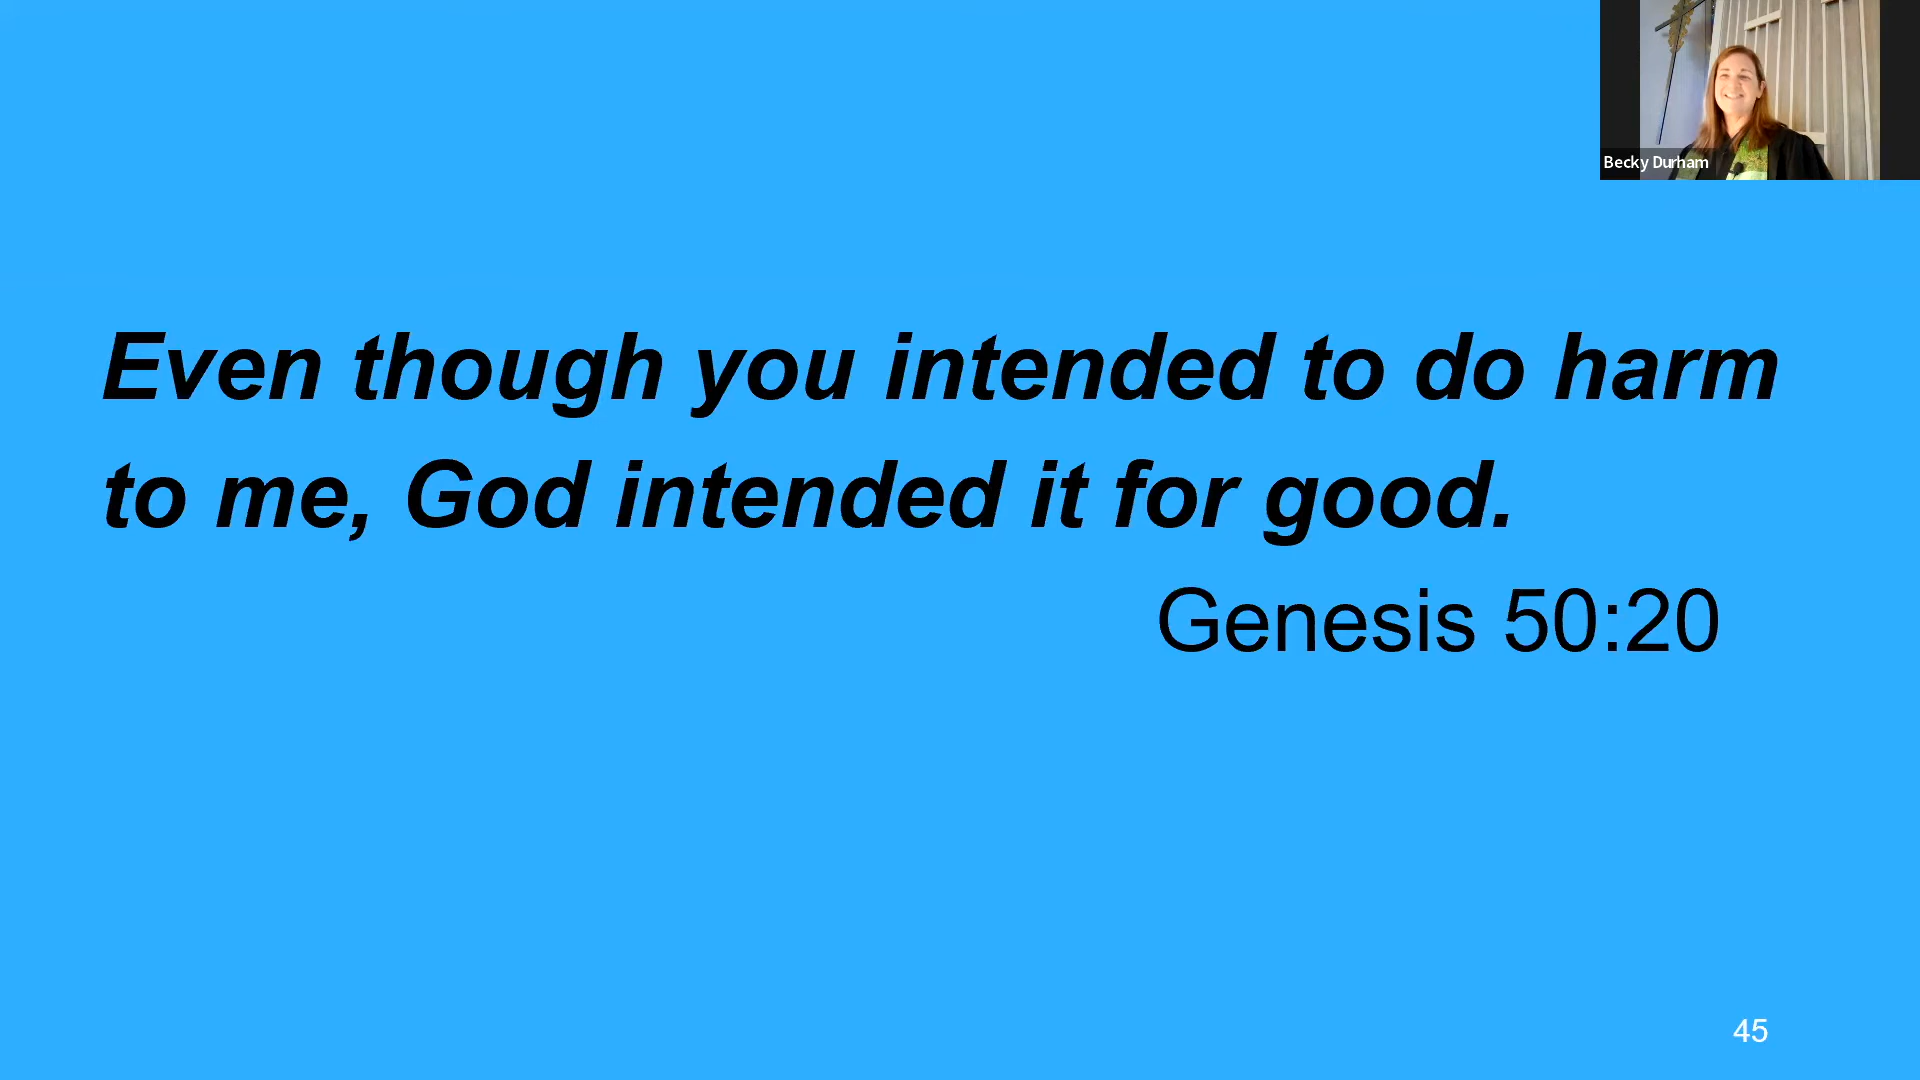 Becky Durham
Even though you intended to do harm
to me, God intended it for good.
Genesis 50:20
45